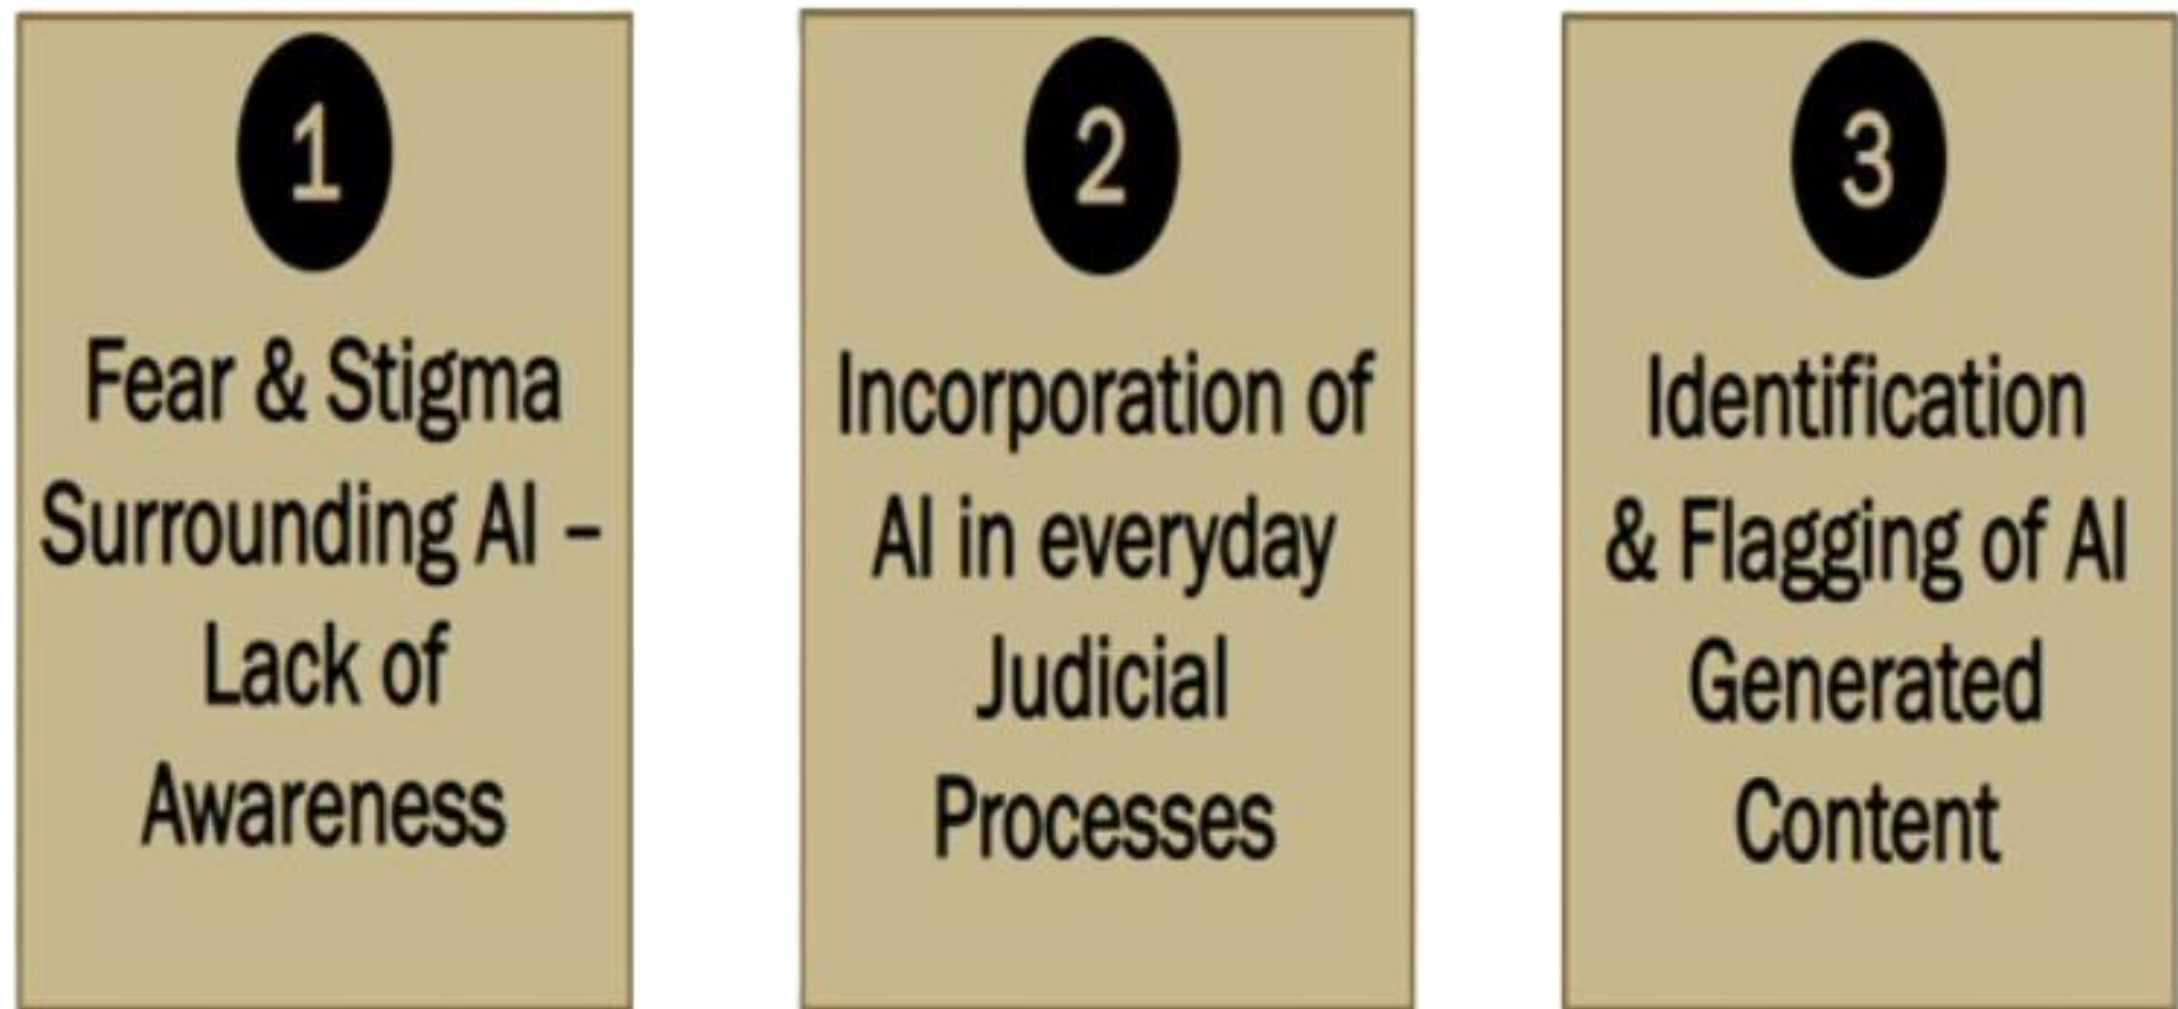 1
Fear & Stigma
Surrounding AI –
Lack of
Awareness
2
Incorporation of
AI in everyday
Judicial
Processes
3
Identification
& Flagging of AI
Generated
Content